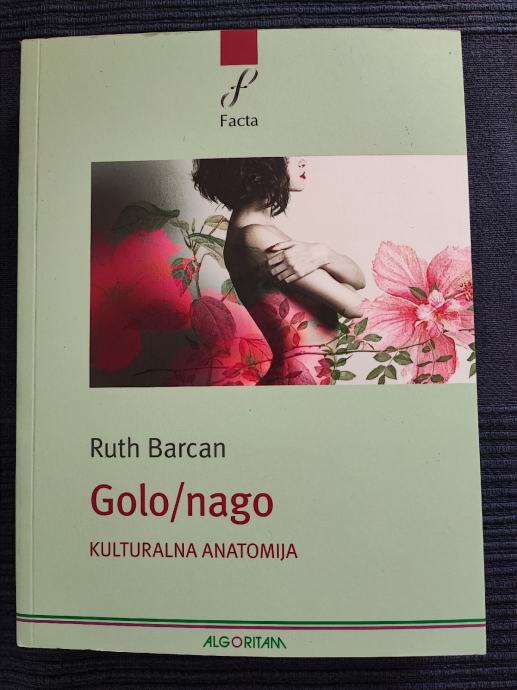 Facta
Ruth Barcan
Golo/nago
KULTURALNA ANATOMIJA
ALGORITAM